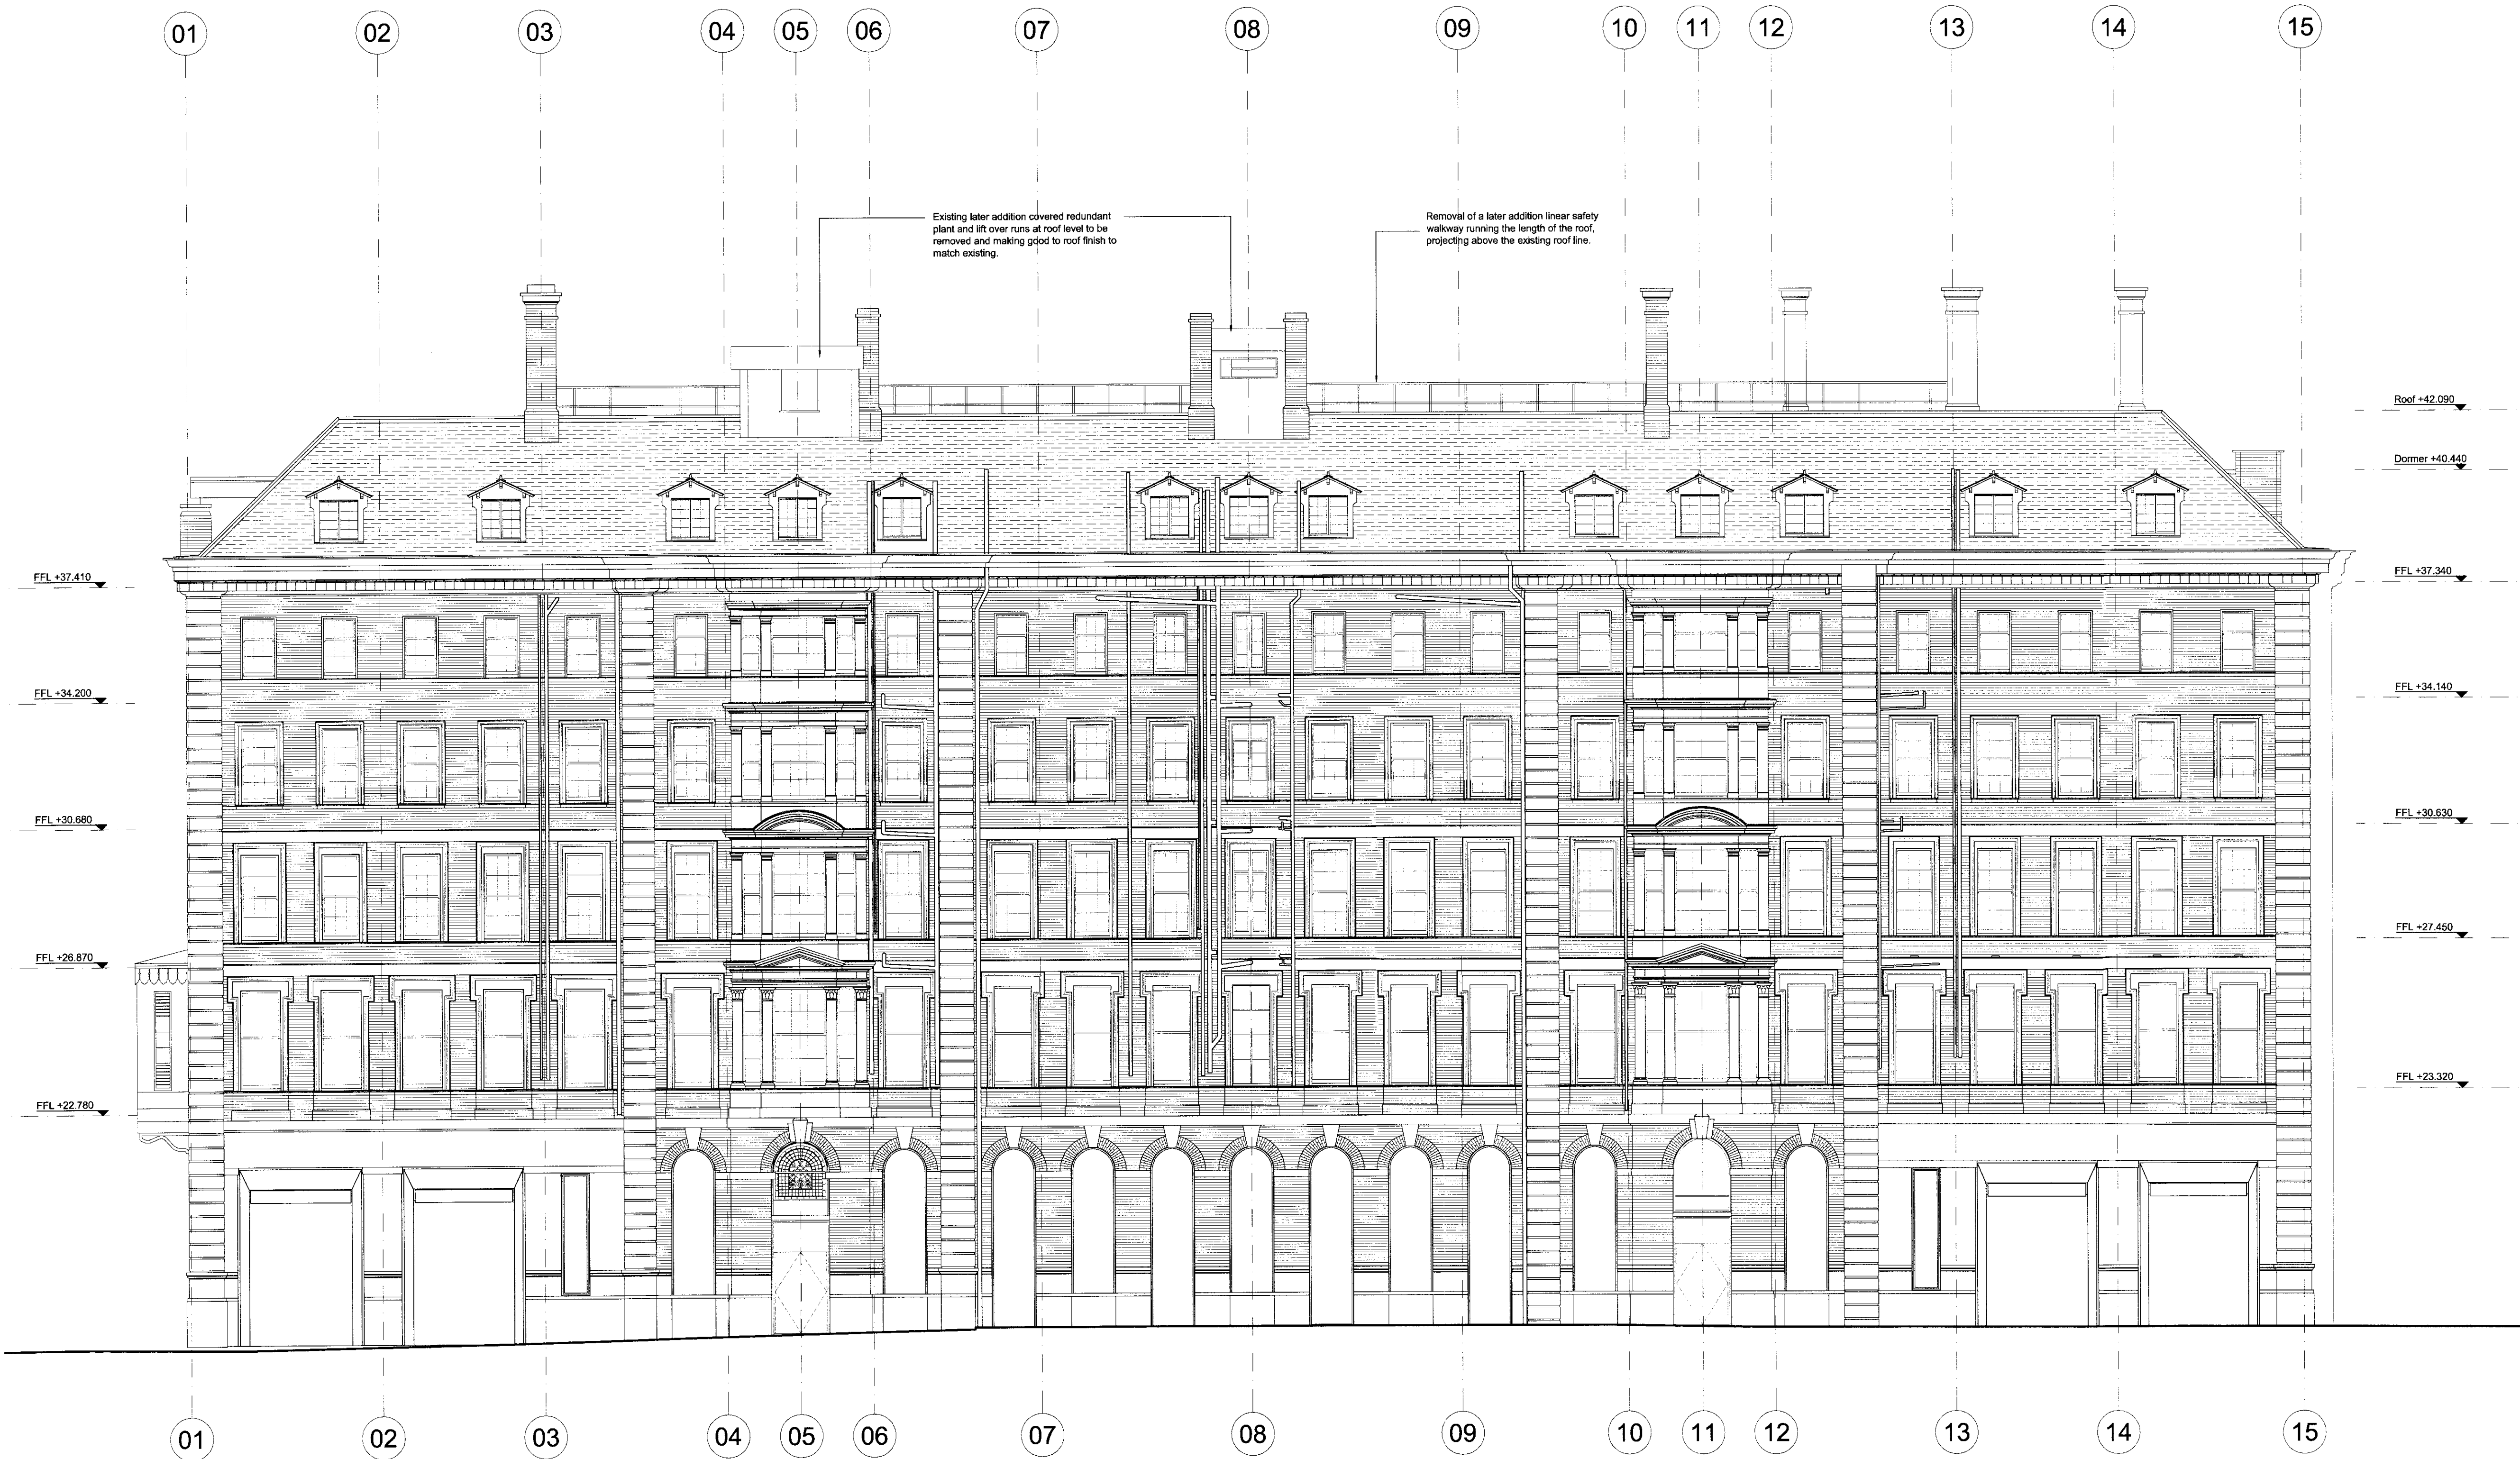 01 02 03 04 05 06 07 08 09 10 11 12 13 14 15
Existing later addition covered redundant
plant and lift over runs at roof level to be
removed and making good to roof finish to
match existing.
Removal of a later addition linear safety
walkway running the length of the roof,
projecting above the existing roof line.
Roof +42.090
Dormer +40.440
FFL +37.410
FFL +37.340
FFL +34.200
FFL +34.140
FFL +30.680
FFL +30.630
FFL +27.450
FFL +26.870
FFL +23.320
FFL +22.780
01 02 03 04 05 06 07 08 09 10 11 12 13 14 15